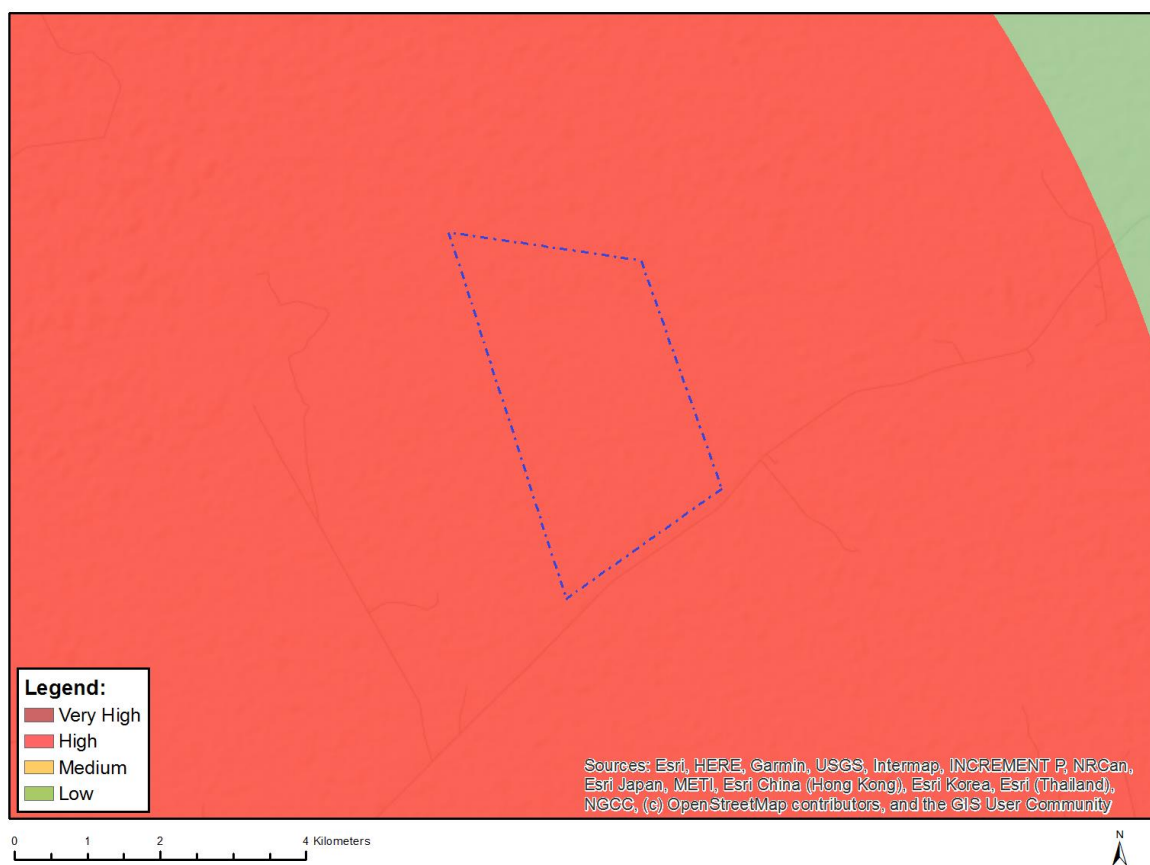 Legend:
Very High
High
Medium
Low
Sources: Esri, HERE, Garmin, USGS, Intermap, INCREMENT P, NRCan,
Esri Japan, METI, Esri China (Hong Kong), Esri Korea, Esri (Thailand),
NGCC, (c) OpenStreetMap contributors, and the GIS User Community
0 1 2 4 Kilometers
N